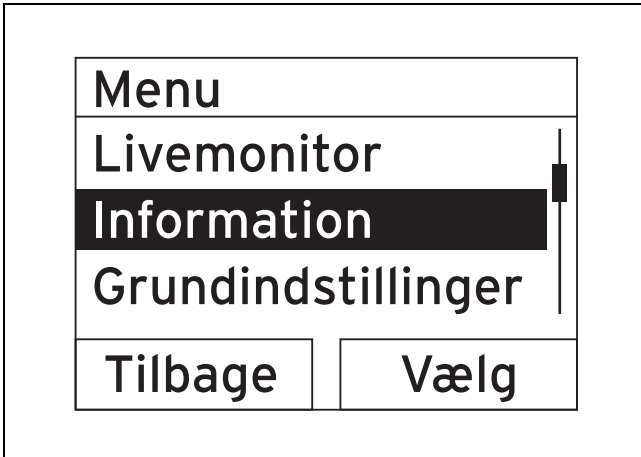 Menu
Livemonitor
Information
Grundindstillinger
Tilbage Vælg